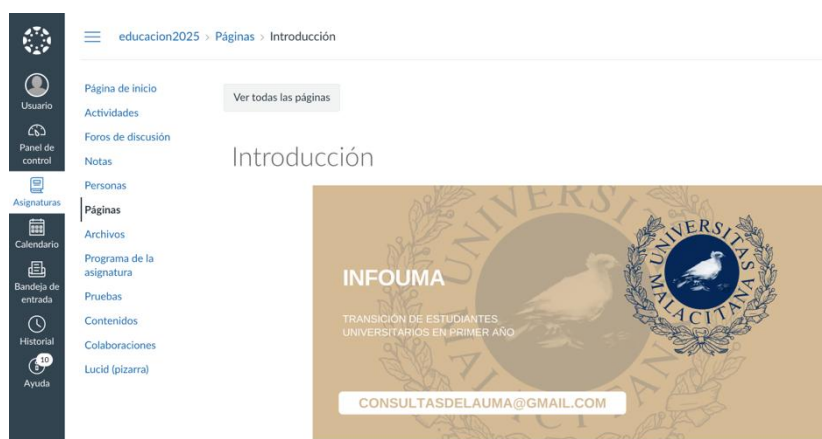 educacion2025 > Páginas > Introducción
Usuario
Panel de
control
Asignaturas
Calendario
Bandeja de
entrada
Historial
10
Ayuda
Página de inicio
Actividades
Foros de discusión
Notas
Personas
Páginas
Archivos
Programa de la
asignatura
Pruebas
Contenidos
Colaboraciones
Lucid (pizarra)
Ver todas las páginas
Introducción
INFOUMA
TRANSICIÓN DE ESTUDIANTES
UNIVERSITARIOS EN PRIMER AÑO
CONSULTASDELAUMA@GMAIL.COM
UNIVERSITAS
MALACITANA